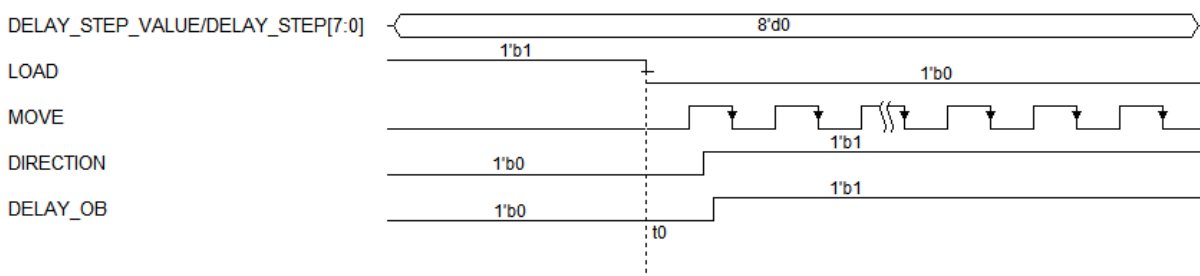 DELAY_STEP_VALUE/DELAY_STEP[7:0] 8'd0
1'b1
LOAD 1'b0
MOVE
1'b1
DIRECTION 1'b0
1'b1
DELAY_OB 1'b0
t0